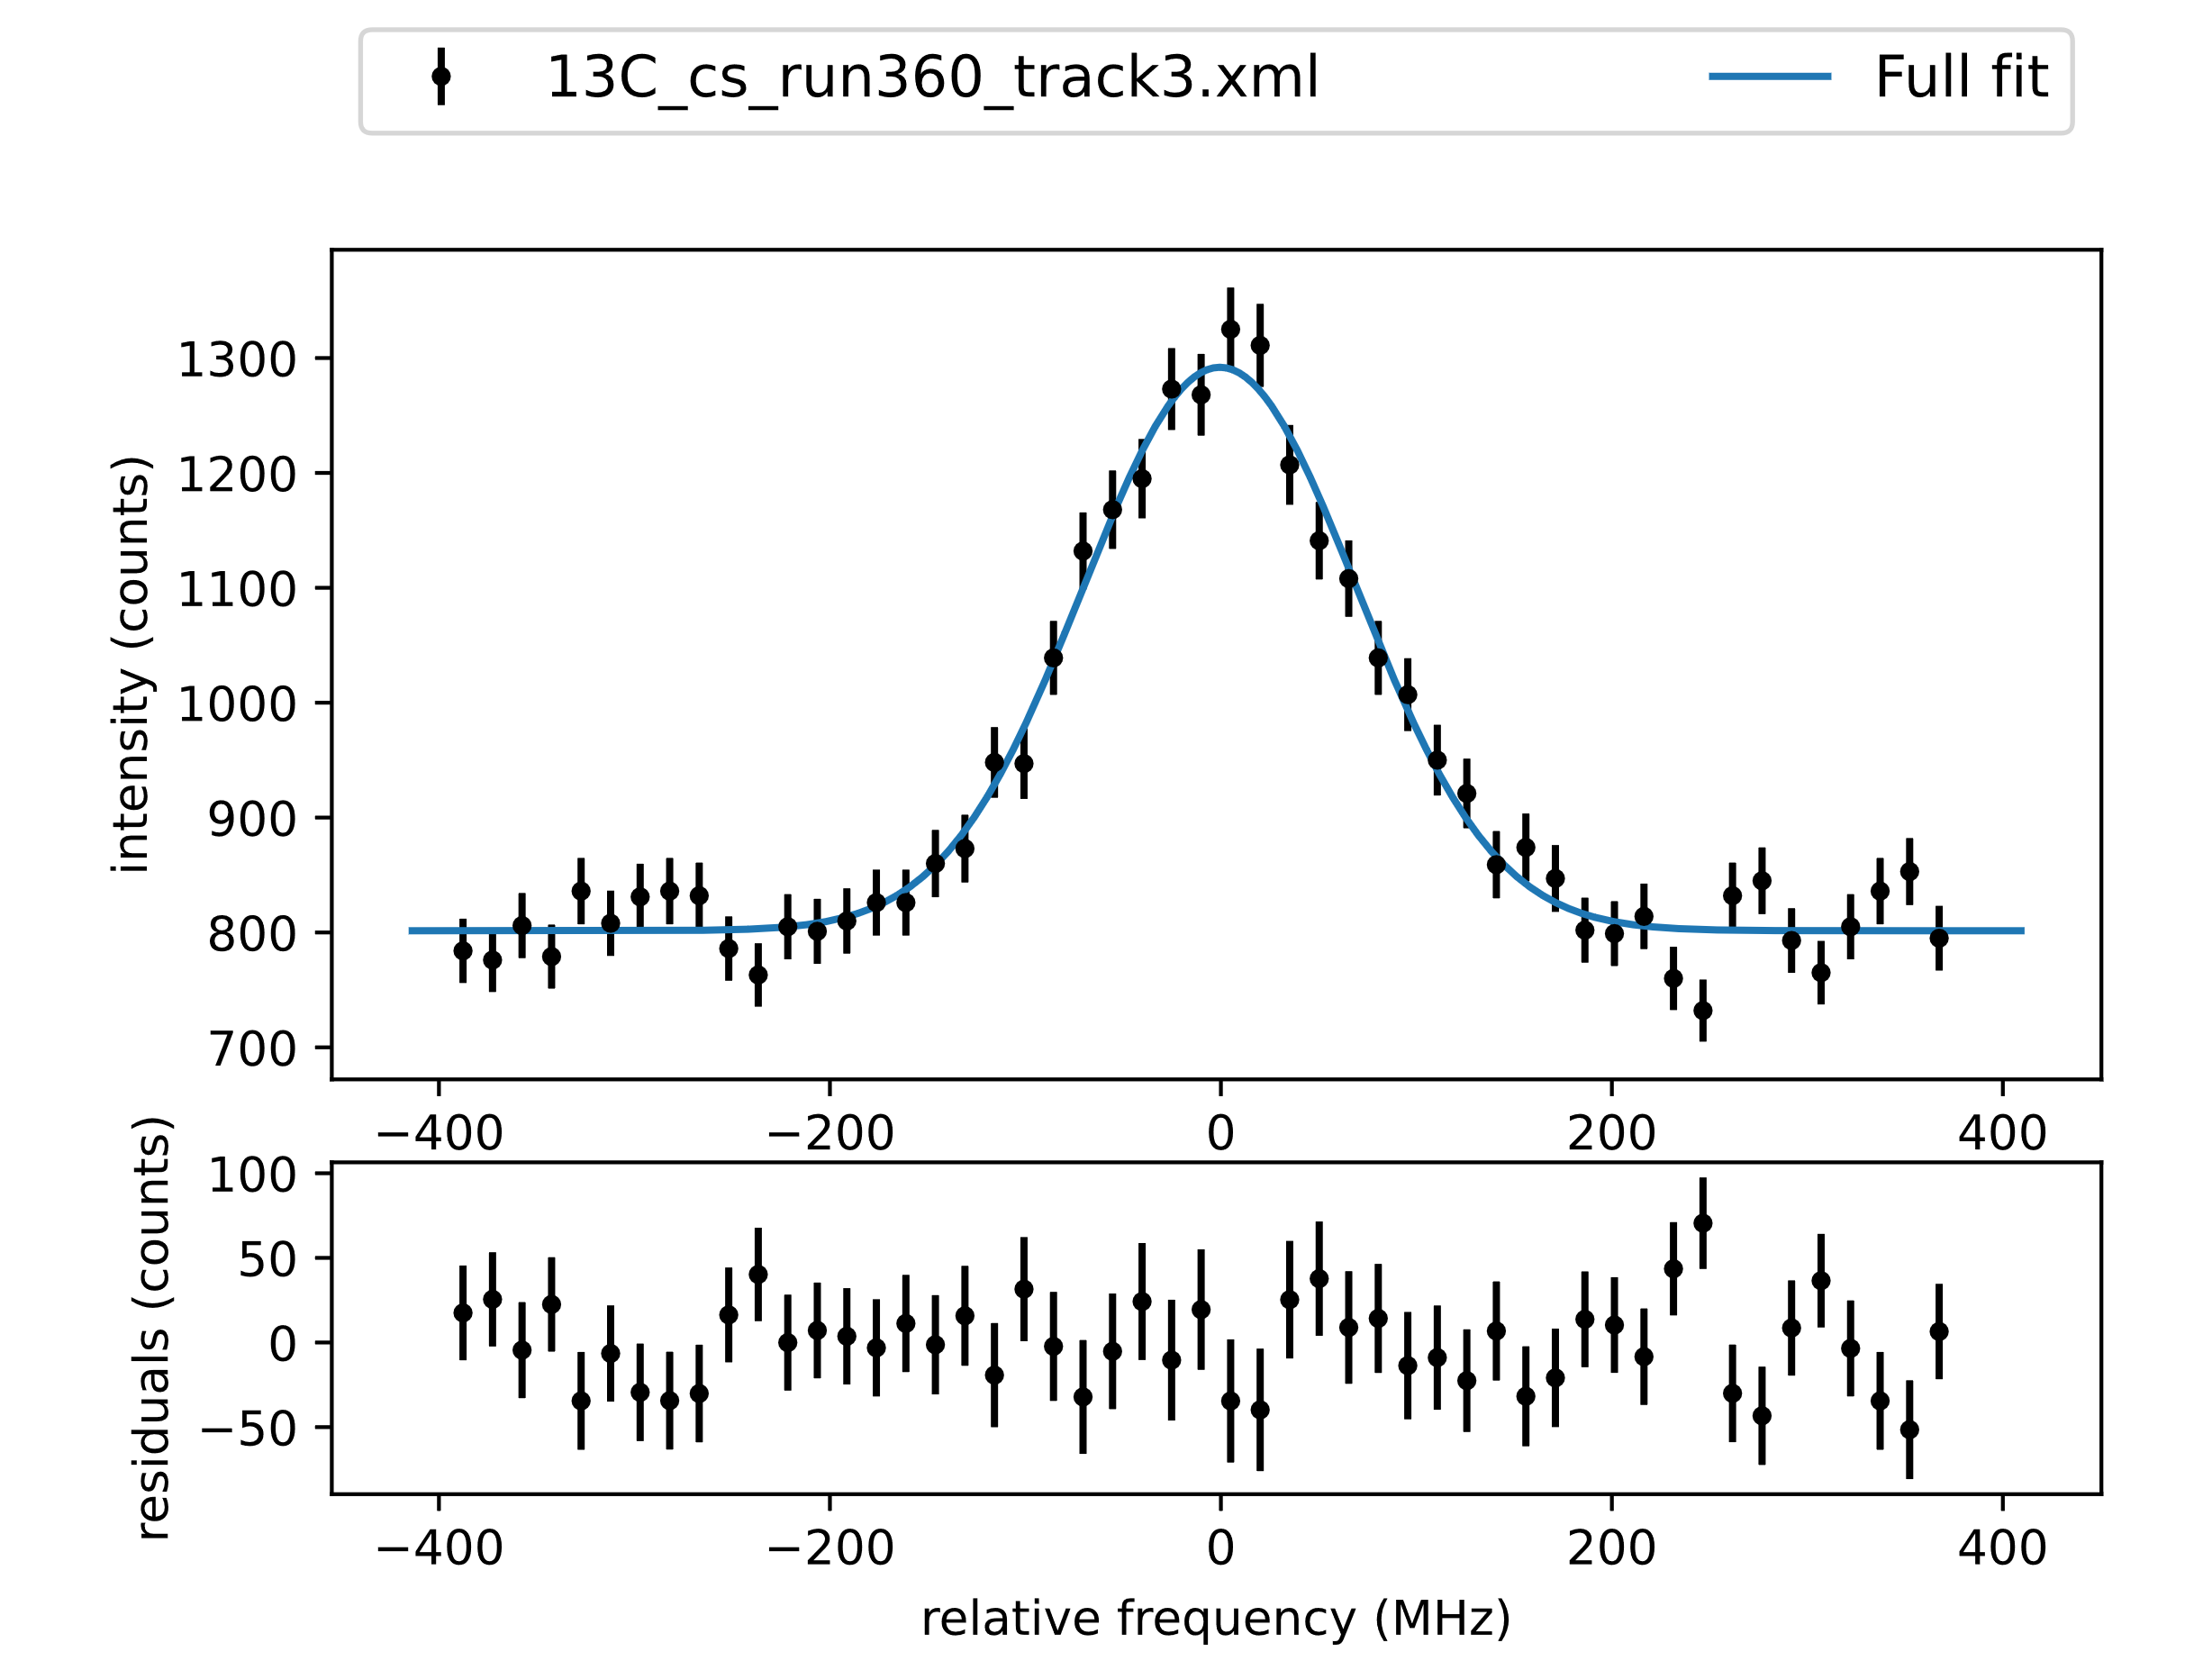 13C_cs_run360_track3.xml Full fit
intensity (counts)
1300
1200
1100
1000
900
800
700
−400 −200 0 200 400
residuals (counts)
100
50
0
−50
−400 −200 0 200 400
relative frequency (MHz)